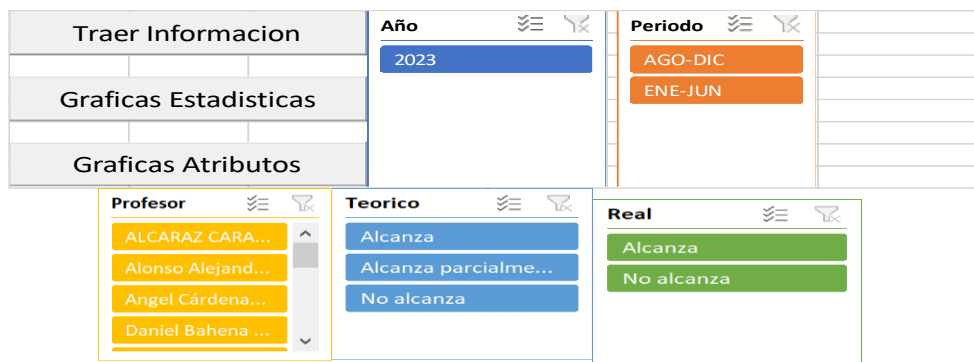 Traer Informacion
Graficas Estadisticas
Graficas Atributos
Año
2023
Periodo
AGO-DIC
ENE-JUN
Profesor
ALCARAZ CARA...
Alonso Alejand...
Angel Cárdena...
Daniel Bahena ...
Teorico
Alcanza
Alcanza parcialme...
No alcanza
Real
Alcanza
No alcanza